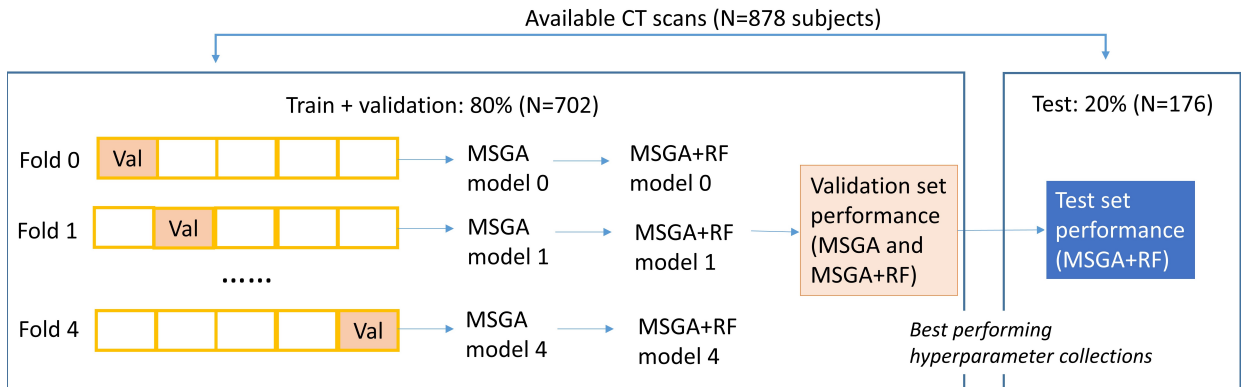 Available CT scans (N=878 subjects)
Train + validation: 80% (N=702)
Fold 0
Val
MSGA
model 0
MSGA+RF
model 0
Fold 1
Val
MSGA
model 1
MSGA+RF
model 1
......
Fold 4
Val
MSGA
model 4
MSGA+RF
model 4
Validation set
performance
(MSGA and
MSGA+RF)
Best performing
hyperparameter collections
Test: 20% (N=176)
Test set
performance
(MSGA+RF)